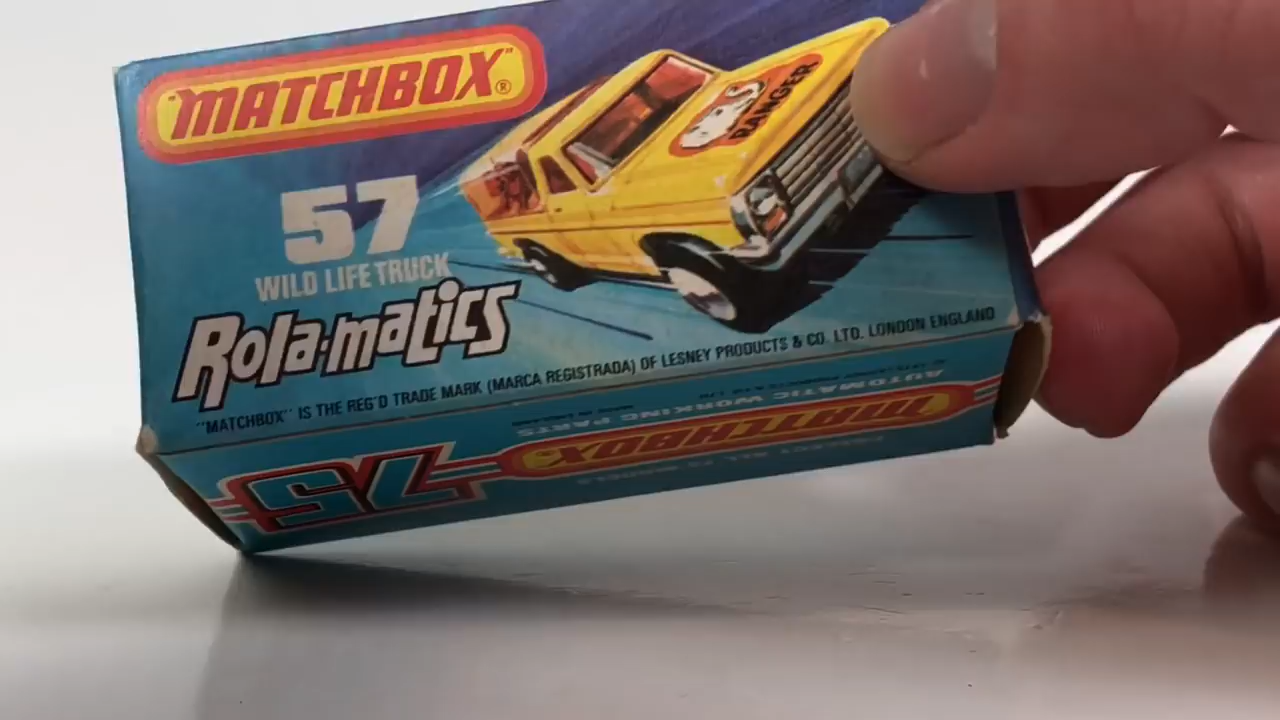 "MATCHBOX"®
57
WILD LIFE TRUCK
Rola-matics
RANGER
"MATCHBOX" IS THE REG'D TRADE MARK (MARCA REGISTRADA) OF LESNEY PRODUCTS & CO. LTD. LONDON ENGLAND
AUTOMATIC WORKING PARTS
MATCHBOX
75